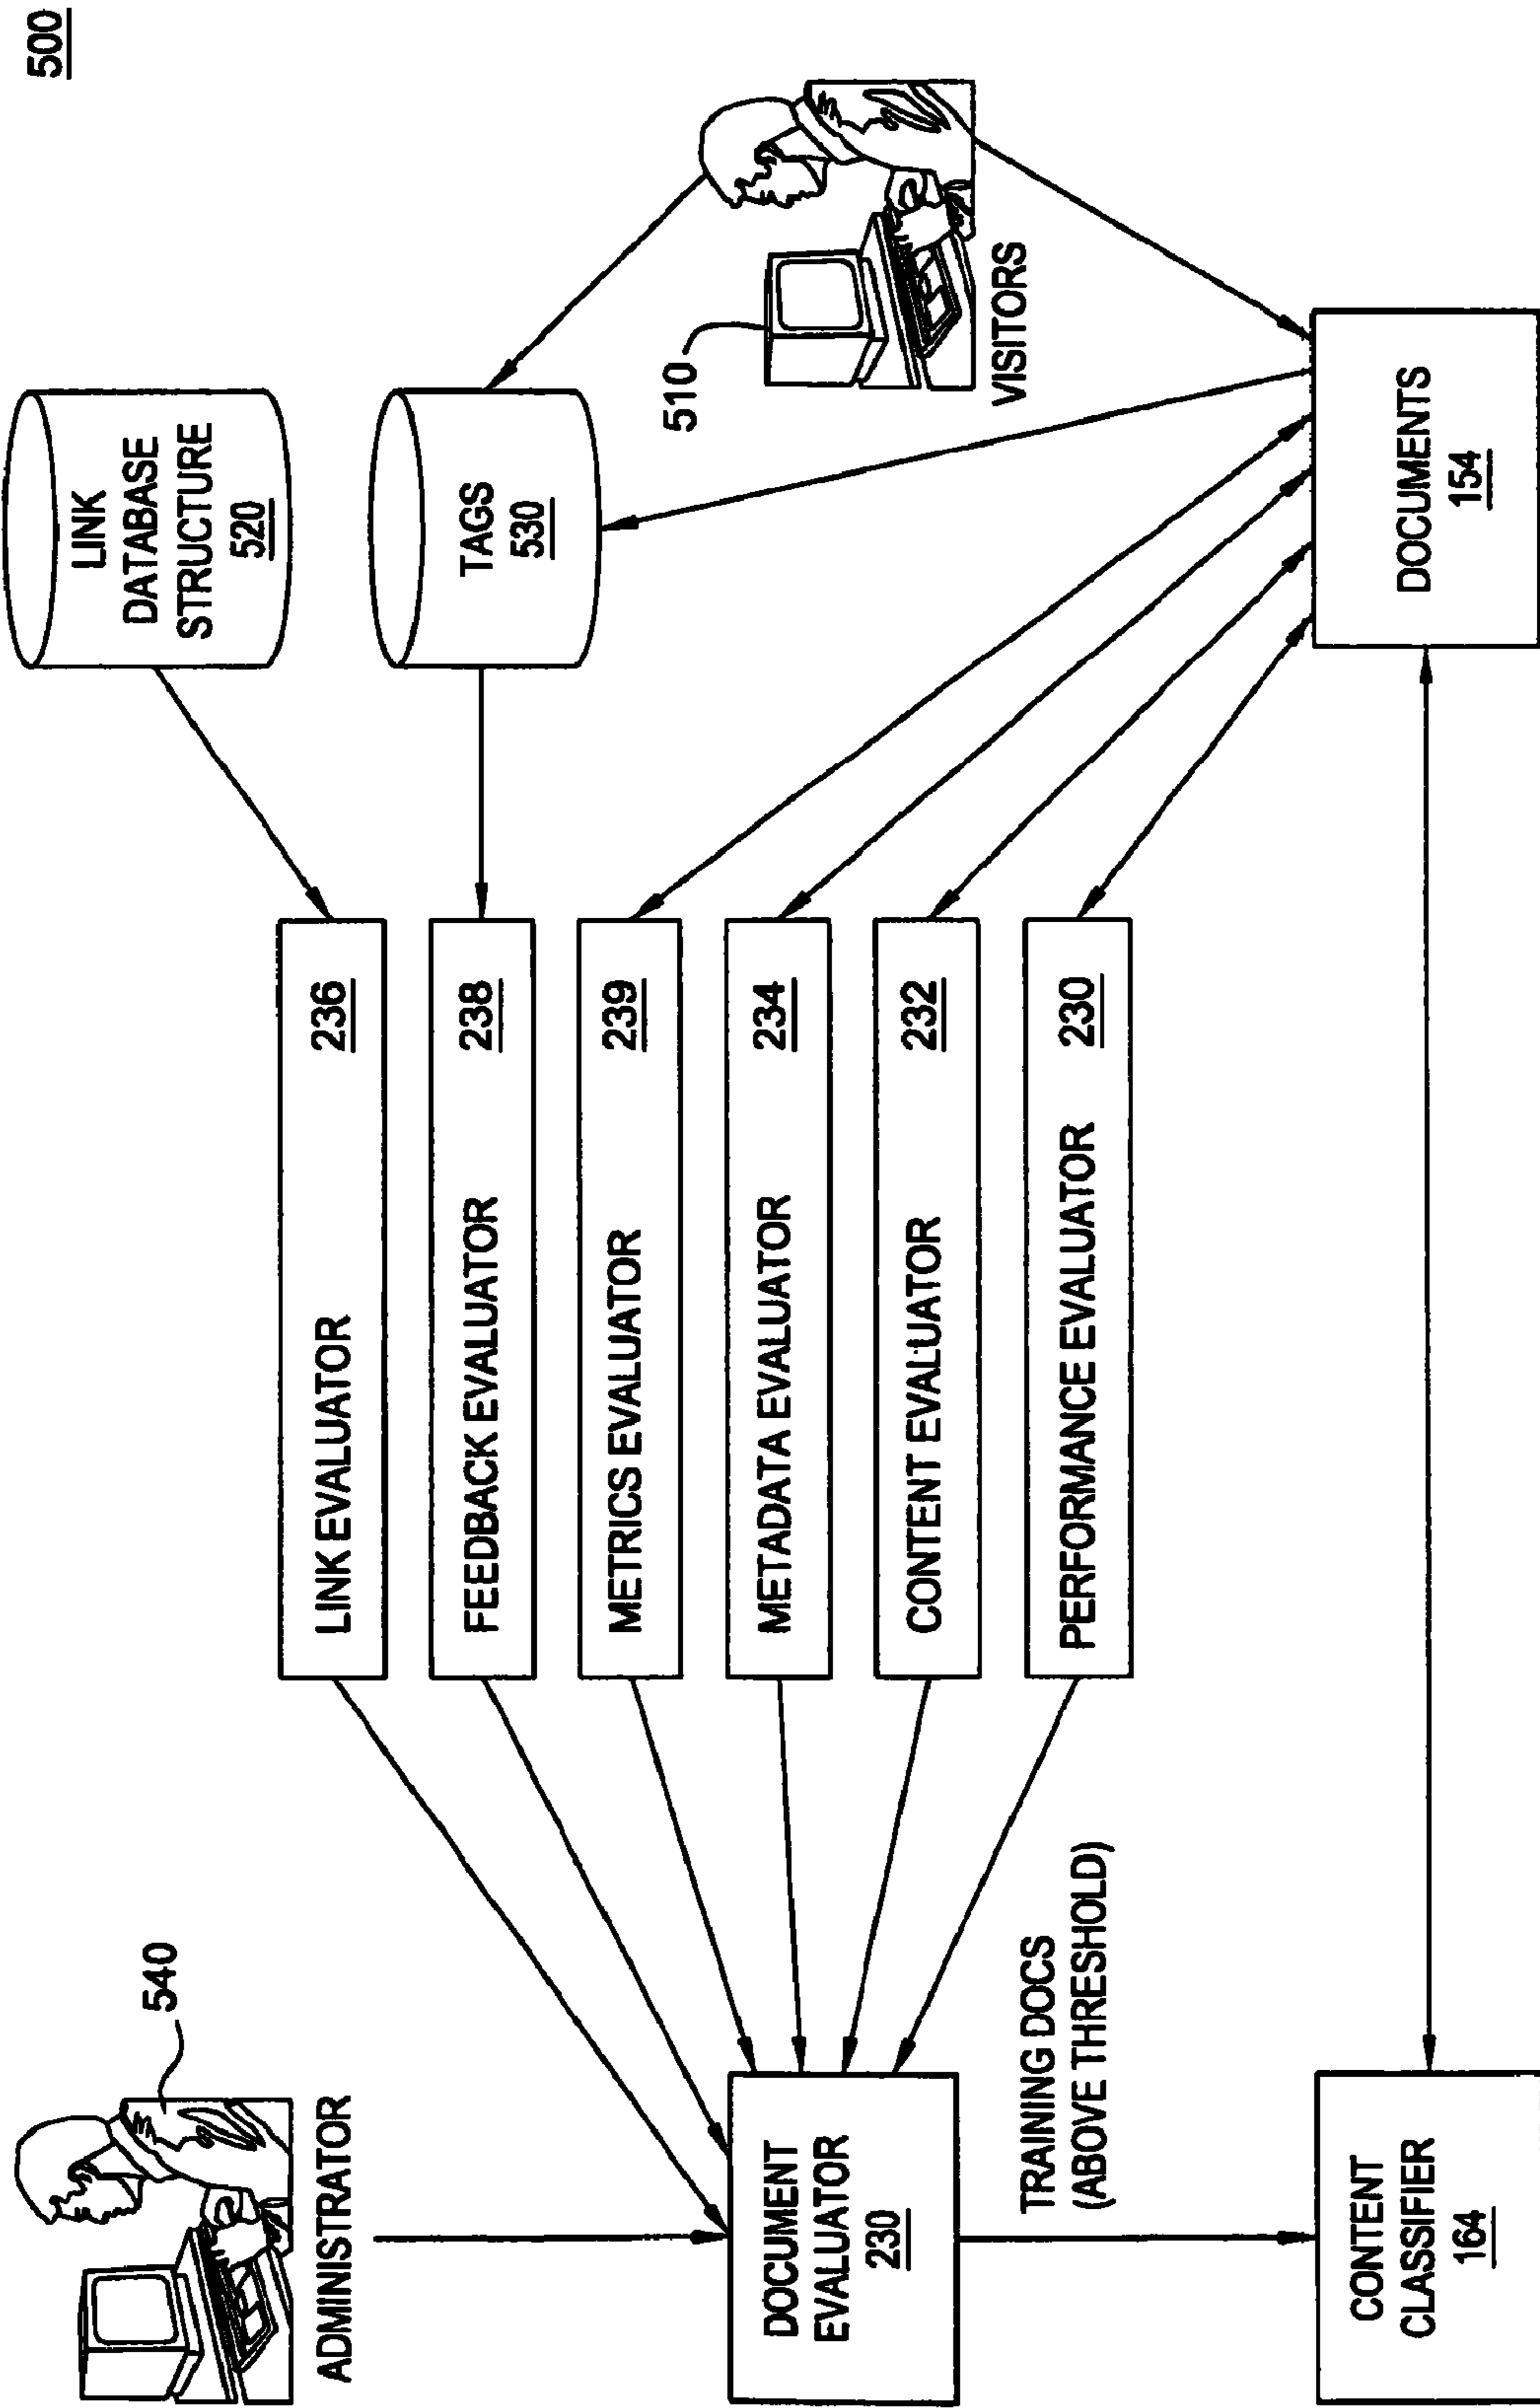 500
LINK
DATABASE
STRUCTURE
520
TAGS
530
510
VISITORS
DOCUMENTS
154
LINK EVALUATOR 236
FEEDBACK EVALUATOR 238
METRICS EVALUATOR 239
METADATA EVALUATOR 234
CONTENT EVALUATOR 232
PERFORMANCE EVALUATOR 230
540
ADMINISTRATOR
DOCUMENT
EVALUATOR
230
TRAINING DOCS
(ABOVE THRESHOLD)
CONTENT
CLASSIFIER
164